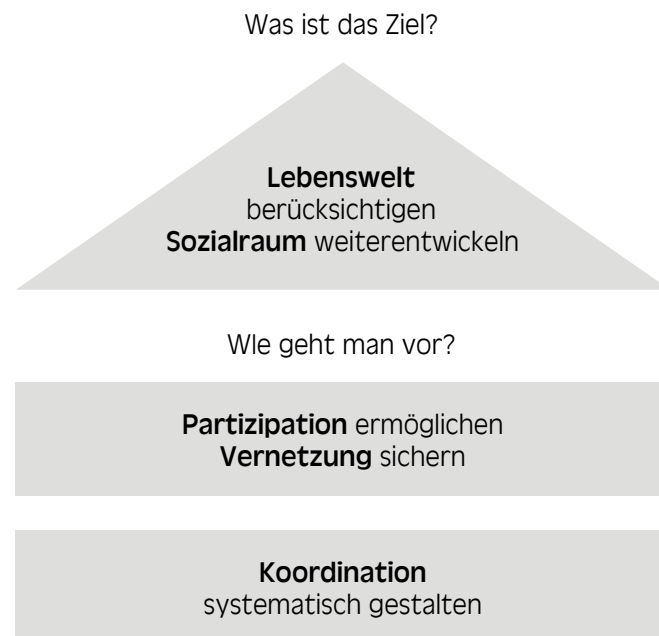 Was ist das Ziel?
Lebenswelt
berücksichtigen
Sozialraum weiterentwickeln
WIe geht man vor?
Partizipation ermöglichen
Vernetzung sichern
Koordination
systematisch gestalten